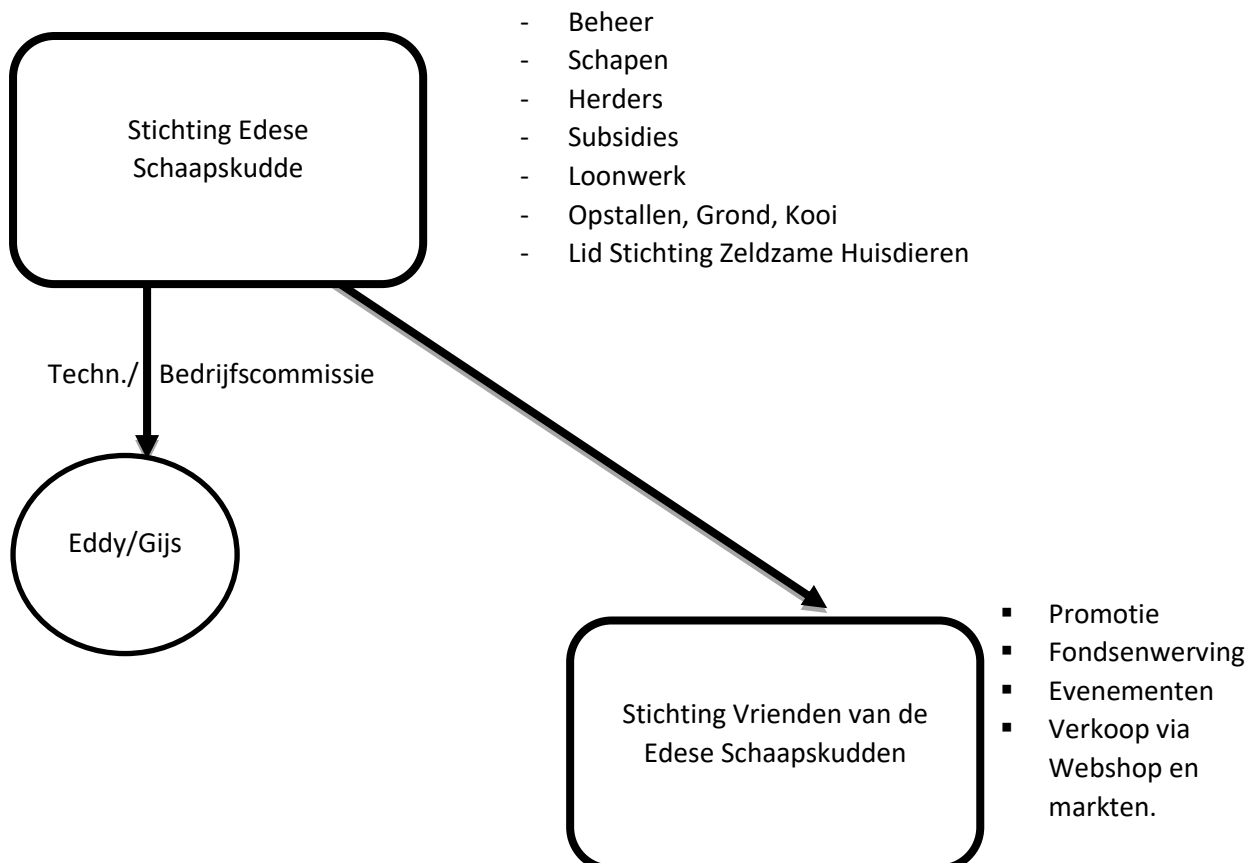 - Beheer
- Schapen
- Herders
- Subsidies
- Loonwerk
- Opstallen, Grond, Kooi
- Lid Stichting Zeldzame Huisdieren
Stichting Edese
Schaapskudde
Techn./ Bedrijfscommissie
Eddy/Gijs
Stichting Vrienden van de
Edese Schaapskudden
▪ Promotie
▪ Fondsenwerving
▪ Evenementen
▪ Verkoop via
Webshop en
markten.